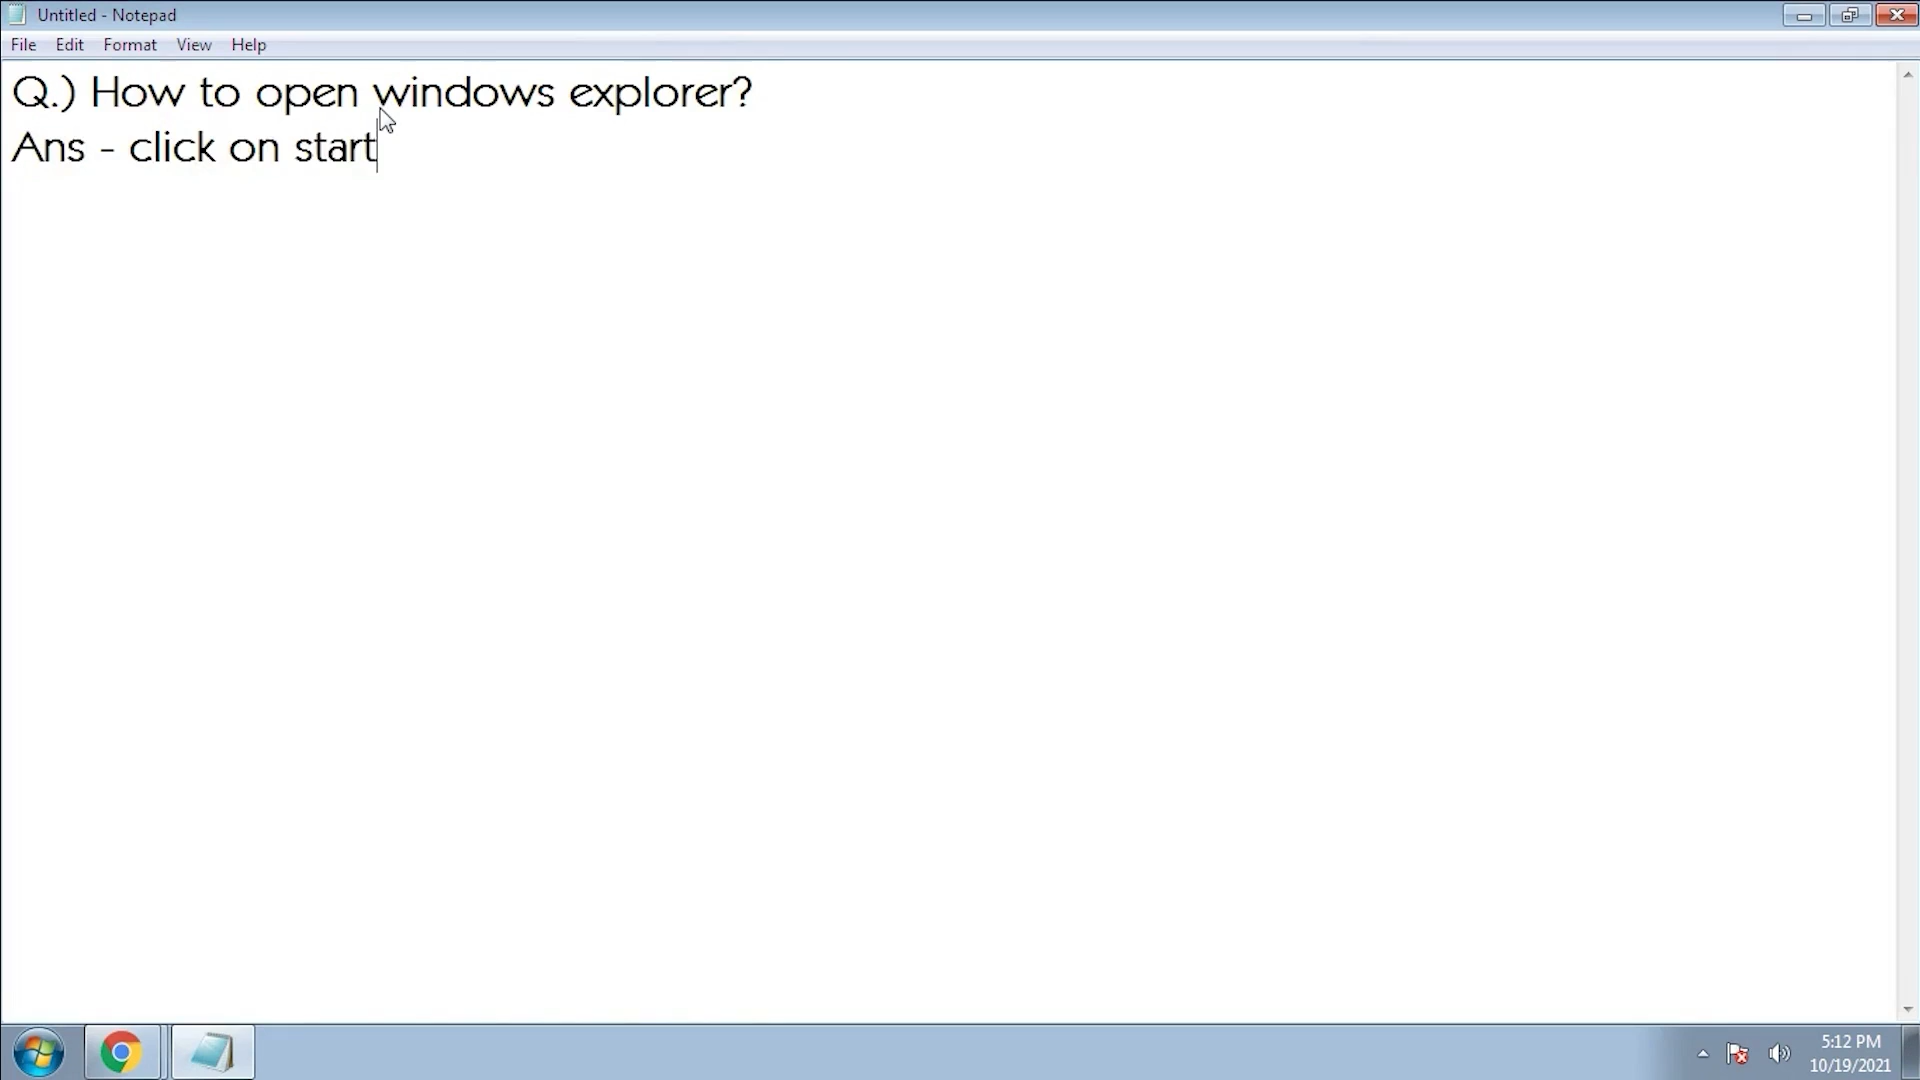 Untitled - Notepad
File Edit Format View Help
Q.) How to open windows explorer?
Ans - click on start
5:12 PM
10/19/2021